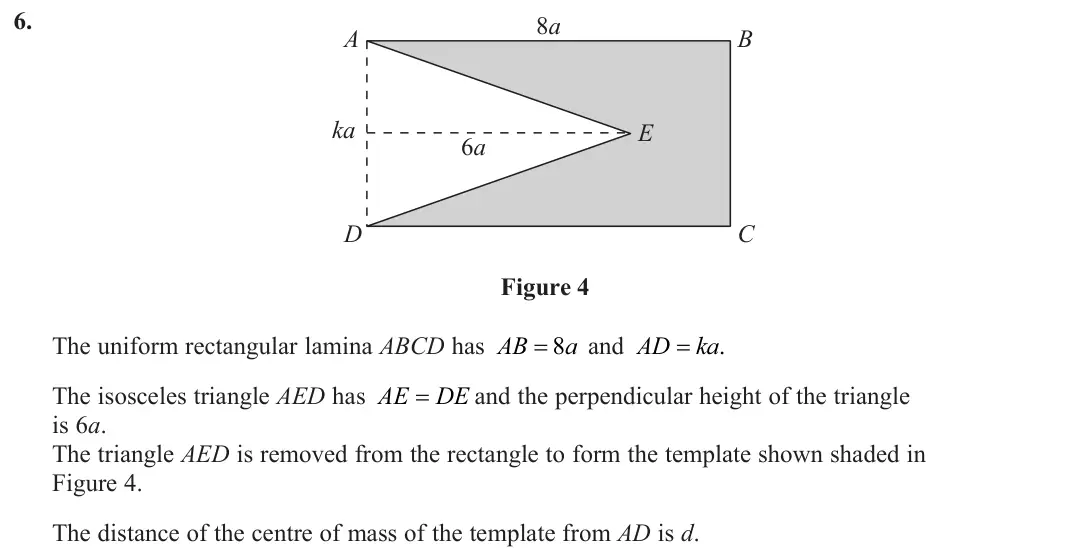 6.
8a
A
B
ka
E
6a
D
C
Figure 4
The uniform rectangular lamina ABCD has AB = 8a and AD = ka.
The isosceles triangle AED has AE = DE and the perpendicular height of the triangle
is 6a.
The triangle AED is removed from the rectangle to form the template shown shaded in
Figure 4.
The distance of the centre of mass of the template from AD is d.